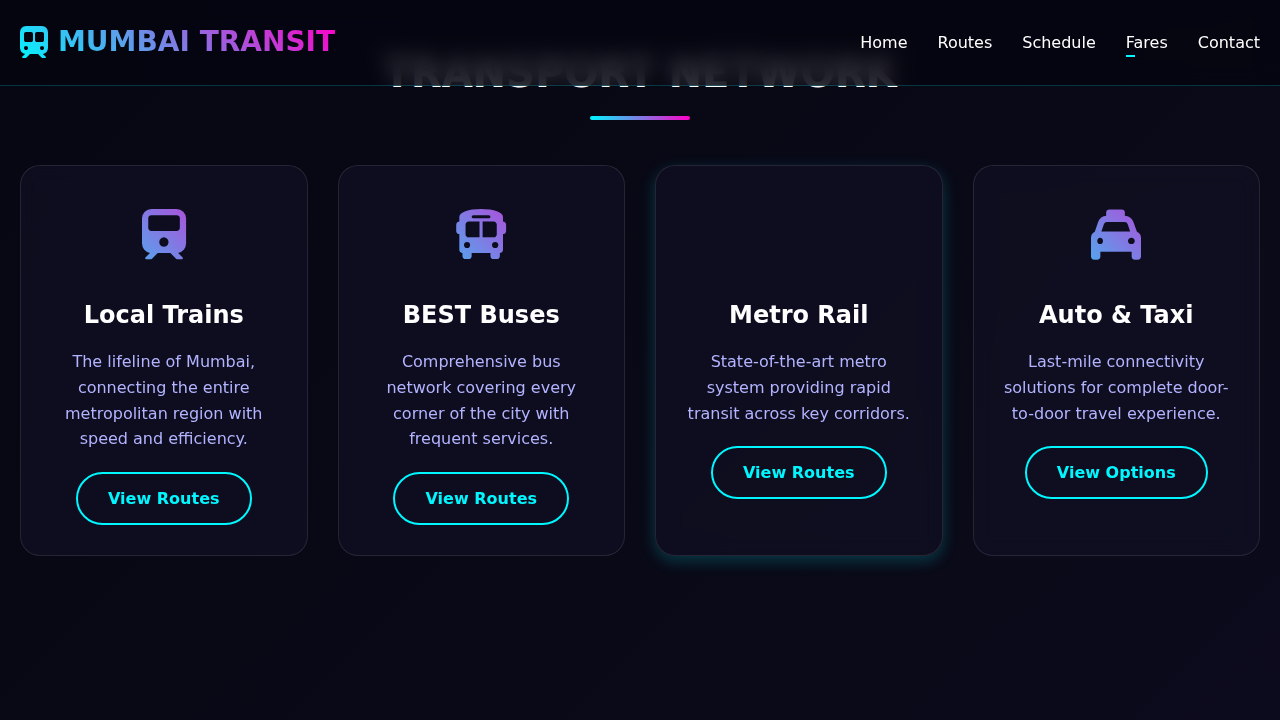 MUMBAI TRANSIT
Home
Routes
Schedule
Fares
Contact
TRANSPORT NETWORK
Local Trains
The lifeline of Mumbai,
connecting the entire
metropolitan region with
speed and efficiency.
View Routes
BEST Buses
Comprehensive bus
network covering every
corner of the city with
frequent services.
View Routes
Metro Rail
State-of-the-art metro
system providing rapid
transit across key corridors.
View Routes
Auto & Taxi
Last-mile connectivity
solutions for complete door-
to-door travel experience.
View Options